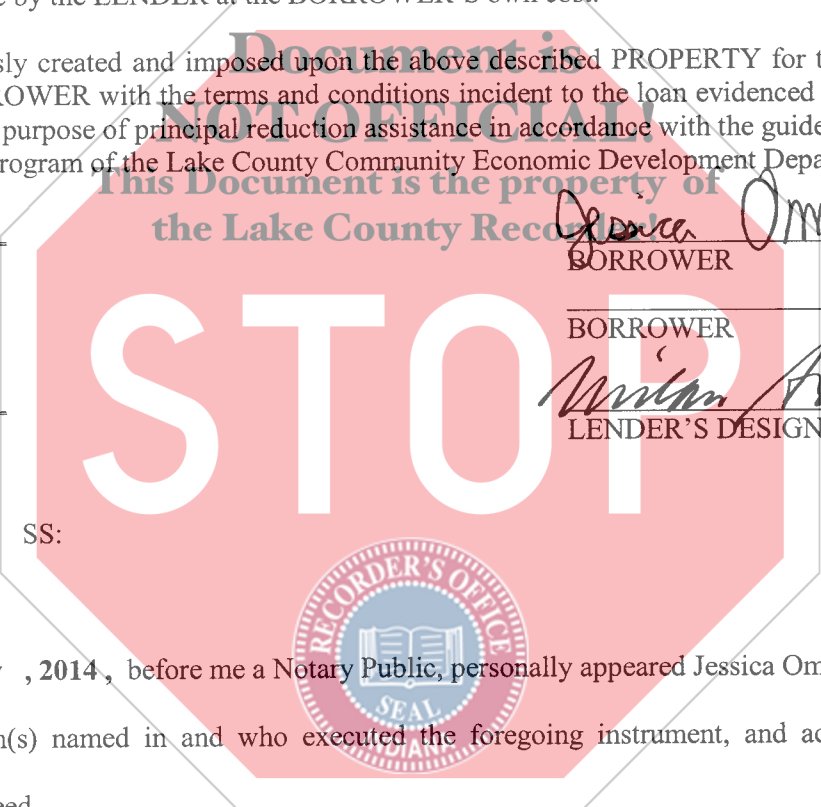 e by the LENDER at the BORROWER'S own cost.
Document is
sly created and imposed upon the above described PROPERTY for t
ROWER with the terms and conditions incident to the loan evidenced
NOT OFFICIAL!
purpose of principal reduction assistance in accordance with the guide
rogram of the Lake County Community Economic Development Depa
This Document is the property of
the Lake County Recorder!
Jessica Om
BORROWER
BORROWER
LENDER'S DESIGN
STOP
SS:
RECORDER'S OFFICE
, 2014, before me a Notary Public, personally appeared Jessica Om
SEAL
n(s) named in and who executed the foregoing instrument, and ac
INDIANA
eed